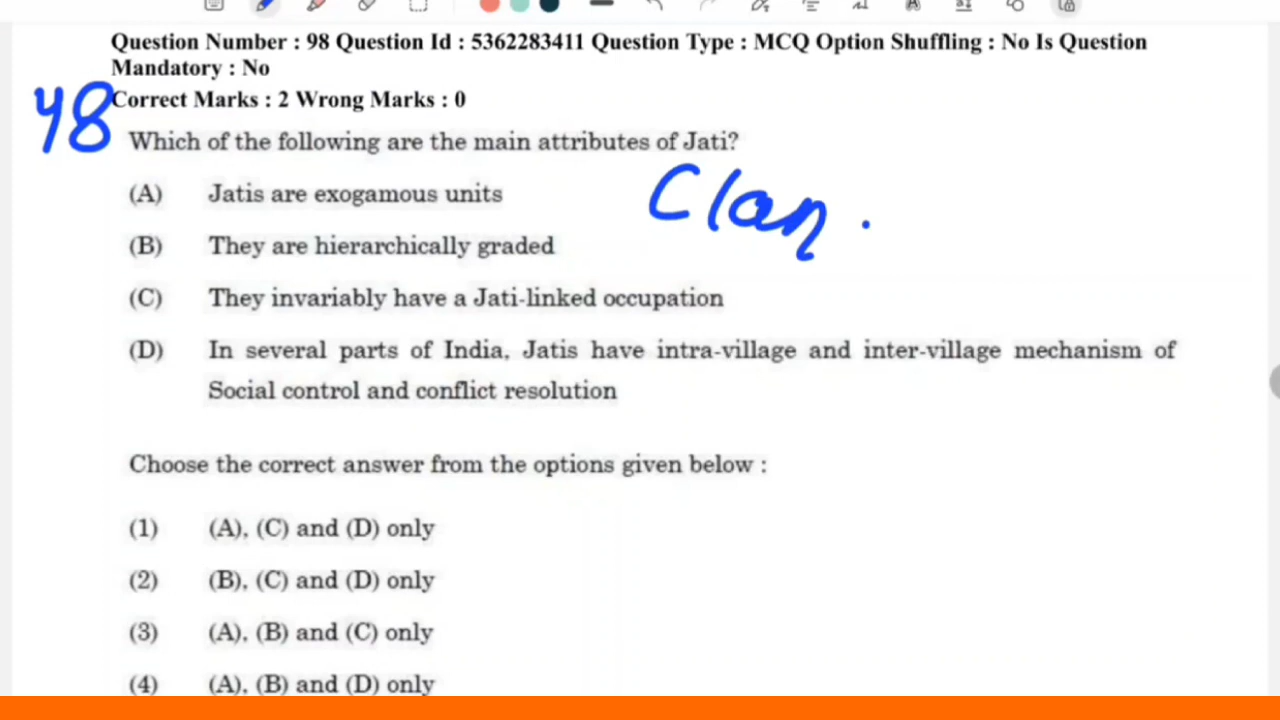 Question Number : 98 Question Id : 5362283411 Question Type : MCQ Option Shuffling : No Is Question
Mandatory : No
Correct Marks : 2 Wrong Marks : 0
48
Which of the following are the main attributes of Jati?
(A) Jatis are exogamous units
Clan .
(B) They are hierarchically graded
(C) They invariably have a Jati-linked occupation
(D) In several parts of India, Jatis have intra-village and inter-village mechanism of
Social control and conflict resolution
Choose the correct answer from the options given below :
(1) (A), (C) and (D) only
(2) (B), (C) and (D) only
(3) (A), (B) and (C) only
(4) (A), (B) and (D) only